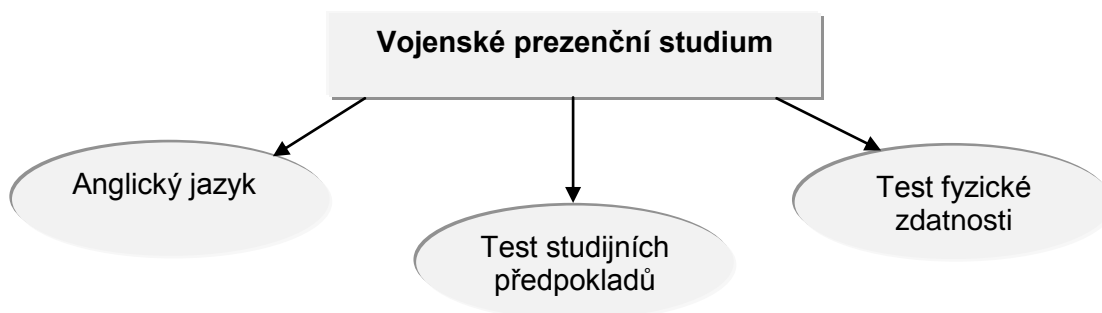 Vojenské prezenční studium
Anglický jazyk
Test studijních
předpokladů
Test fyzické
zdatnosti